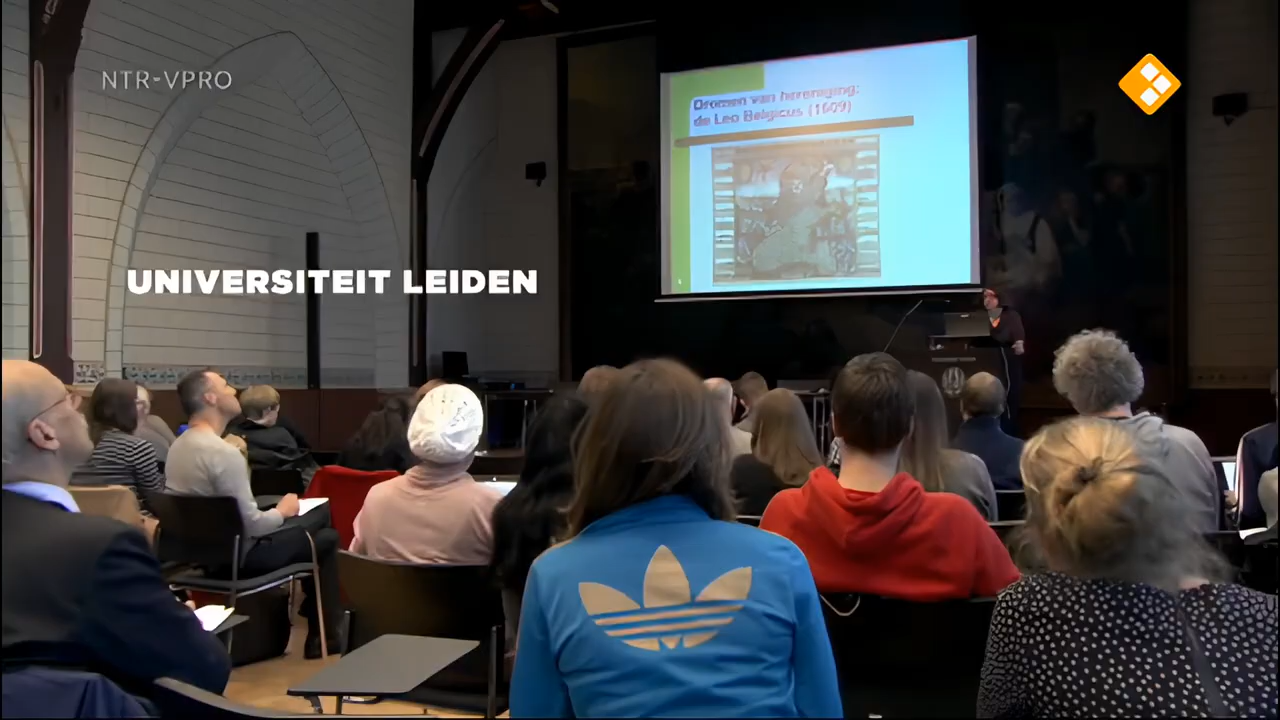 NTR-VPRO
Dromen van hereniging:
de Leo Belgicus (1609)
UNIVERSITEIT LEIDEN